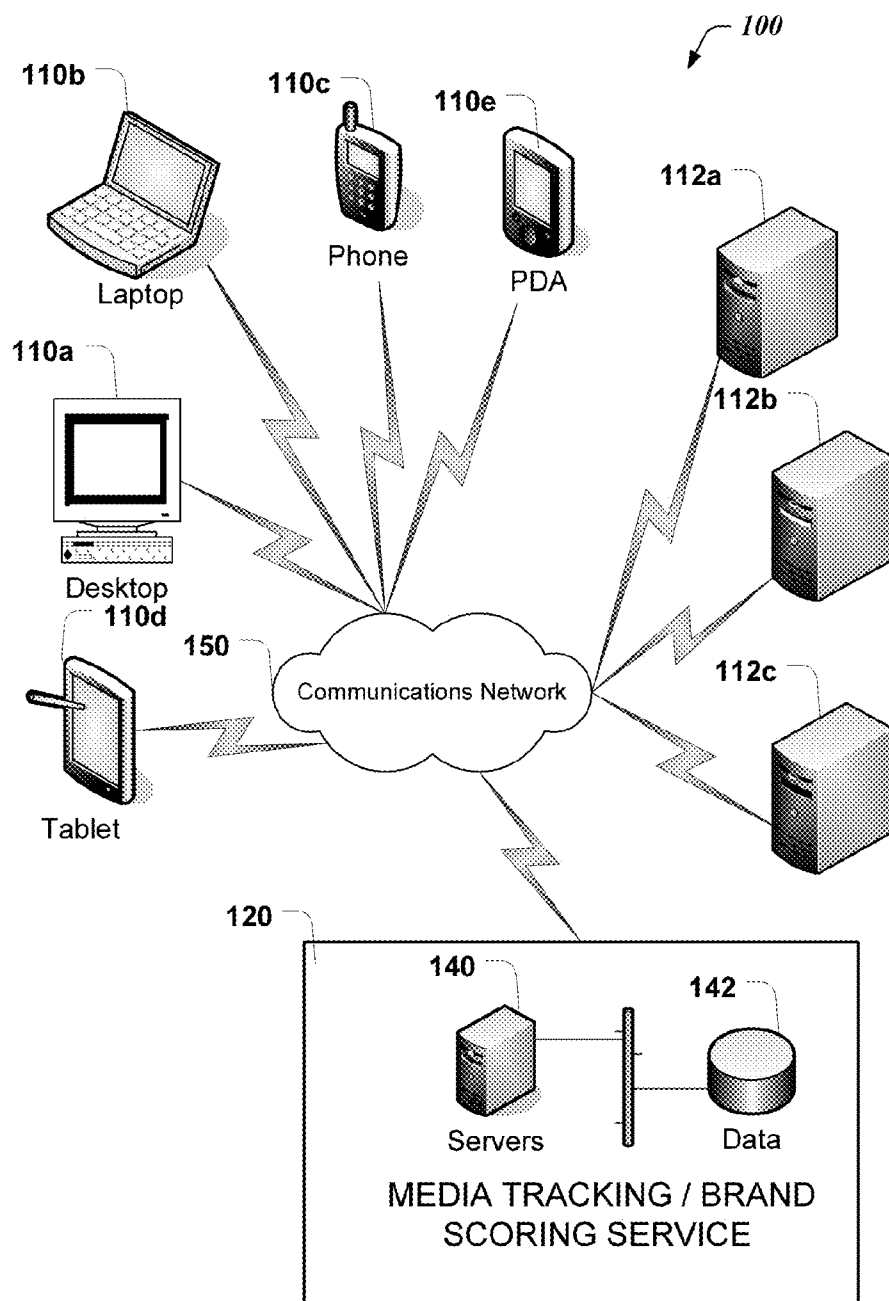 100
110b
110c
110e
112a
Phone
PDA
Laptop
110a
112b
Desktop
110d
150
Communications Network
112c
Tablet
120
140
142
Servers
Data
MEDIA TRACKING / BRAND
SCORING SERVICE